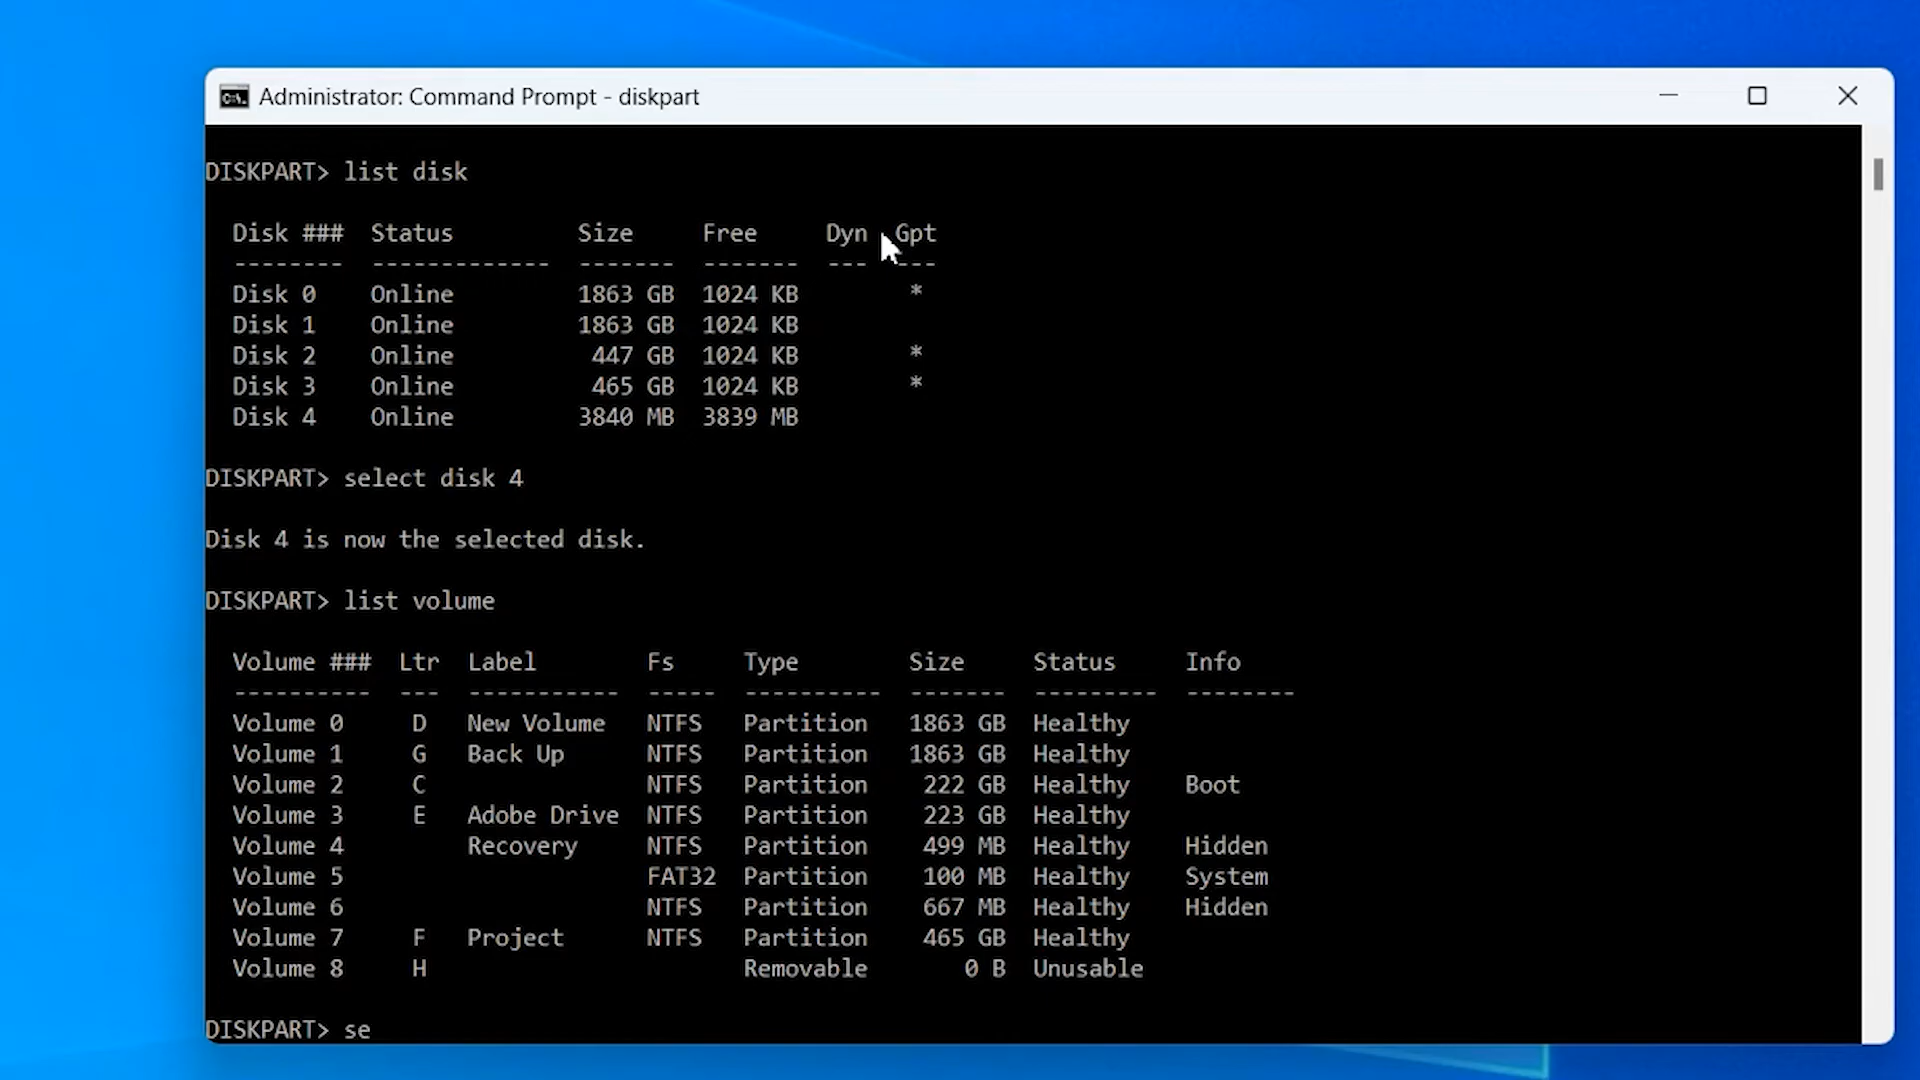 Administrator: Command Prompt - diskpart
DISKPART> list disk
Disk ### Status Size Free Dyn Gpt
-------- ------------- ------- ------- --- ---
Disk 0 Online 1863 GB 1024 KB *
Disk 1 Online 1863 GB 1024 KB
Disk 2 Online 447 GB 1024 KB *
Disk 3 Online 465 GB 1024 KB *
Disk 4 Online 3840 MB 3839 MB
DISKPART> select disk 4
Disk 4 is now the selected disk.
DISKPART> list volume
Volume ### Ltr Label Fs Type Size Status Info
---------- --- ----------- ----- ---------- ------- --------- --------
Volume 0 D New Volume NTFS Partition 1863 GB Healthy
Volume 1 G Back Up NTFS Partition 1863 GB Healthy
Volume 2 C NTFS Partition 222 GB Healthy Boot
Volume 3 E Adobe Drive NTFS Partition 223 GB Healthy
Volume 4 Recovery NTFS Partition 499 MB Healthy Hidden
Volume 5 FAT32 Partition 100 MB Healthy System
Volume 6 NTFS Partition 667 MB Healthy Hidden
Volume 7 F Project NTFS Partition 465 GB Healthy
Volume 8 H Removable 0 B Unusable
DISKPART> se